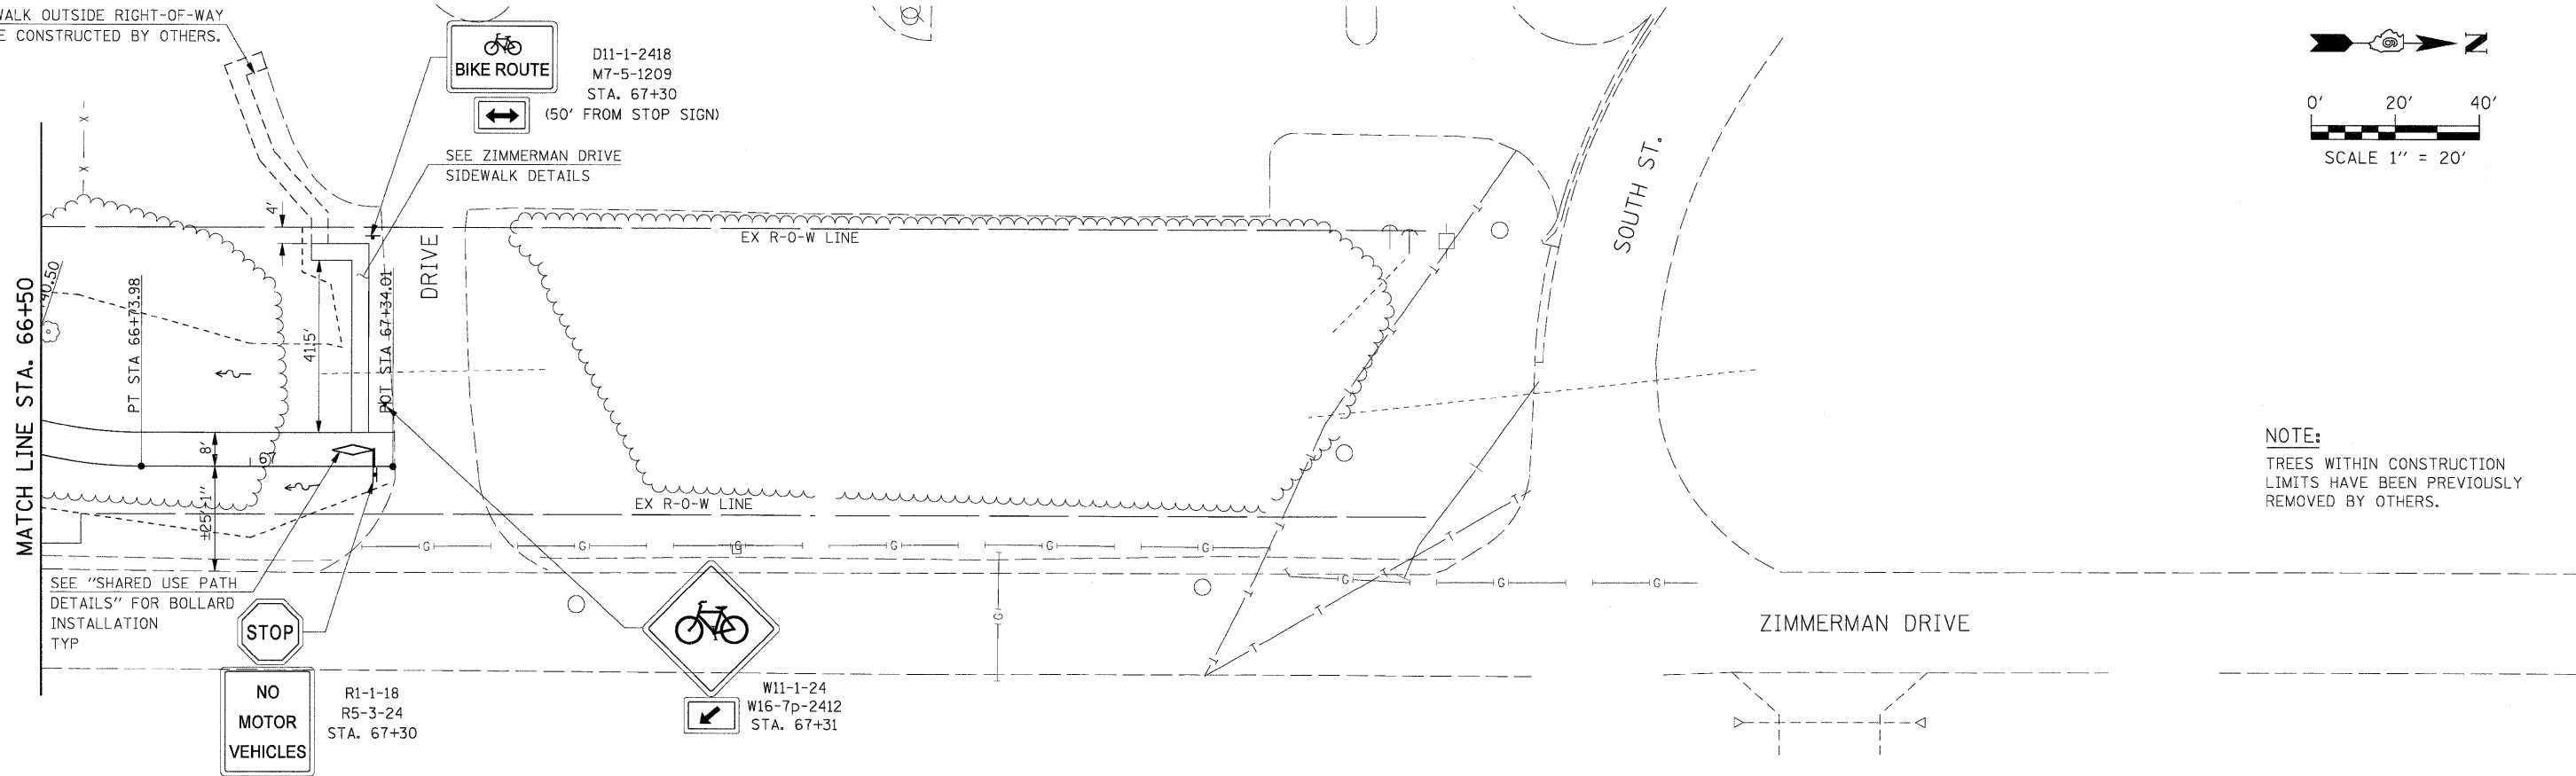 WALK OUTSIDE RIGHT-OF-WAY
E CONSTRUCTED BY OTHERS.
BIKE ROUTE
D11-1-2418
M7-5-1209
STA. 67+30
(50' FROM STOP SIGN)
SEE ZIMMERMAN DRIVE
SIDEWALK DETAILS
0' 20' 40'
SCALE 1" = 20'
N
SOUTH ST.
4'
EX R-O-W LINE
DRIVE
MATCH LINE STA. 66+50
40.50
PT STA 66+73.98
41.5'
POT STA 67+34.01
8'
67
±25'-1"
EX R-O-W LINE
NOTE:
TREES WITHIN CONSTRUCTION
LIMITS HAVE BEEN PREVIOUSLY
REMOVED BY OTHERS.
SEE "SHARED USE PATH
DETAILS" FOR BOLLARD
INSTALLATION
TYP
STOP
NO
MOTOR
VEHICLES
R1-1-18
R5-3-24
STA. 67+30
W11-1-24
W16-7p-2412
STA. 67+31
ZIMMERMAN DRIVE